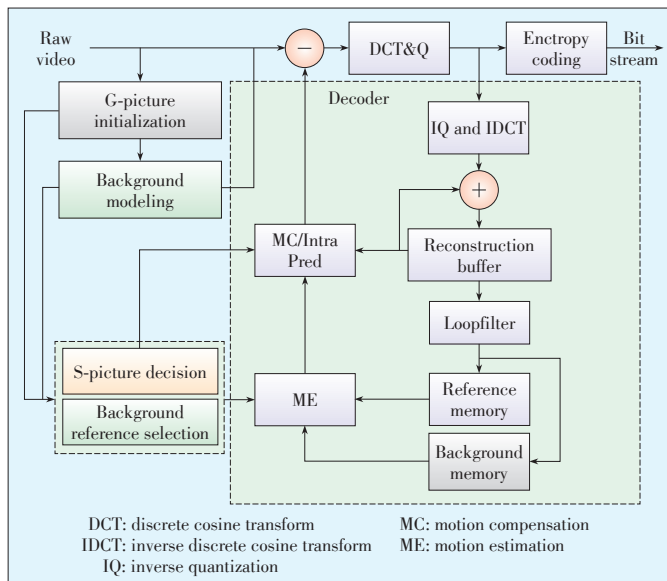 Raw
video
DCT&Q
Enctropy
coding
Bit
stream
G-picture
initialization
Decoder
IQ and IDCT
Background
modeling
MC/Intra
Pred
Reconstruction
buffer
Loopfilter
S-picture decision
ME
Reference
memory
Background
reference selection
Background
memory
DCT: discrete cosine transform
MC: motion compensation
IDCT: inverse discrete cosine transform
ME: motion estimation
IQ: inverse quantization